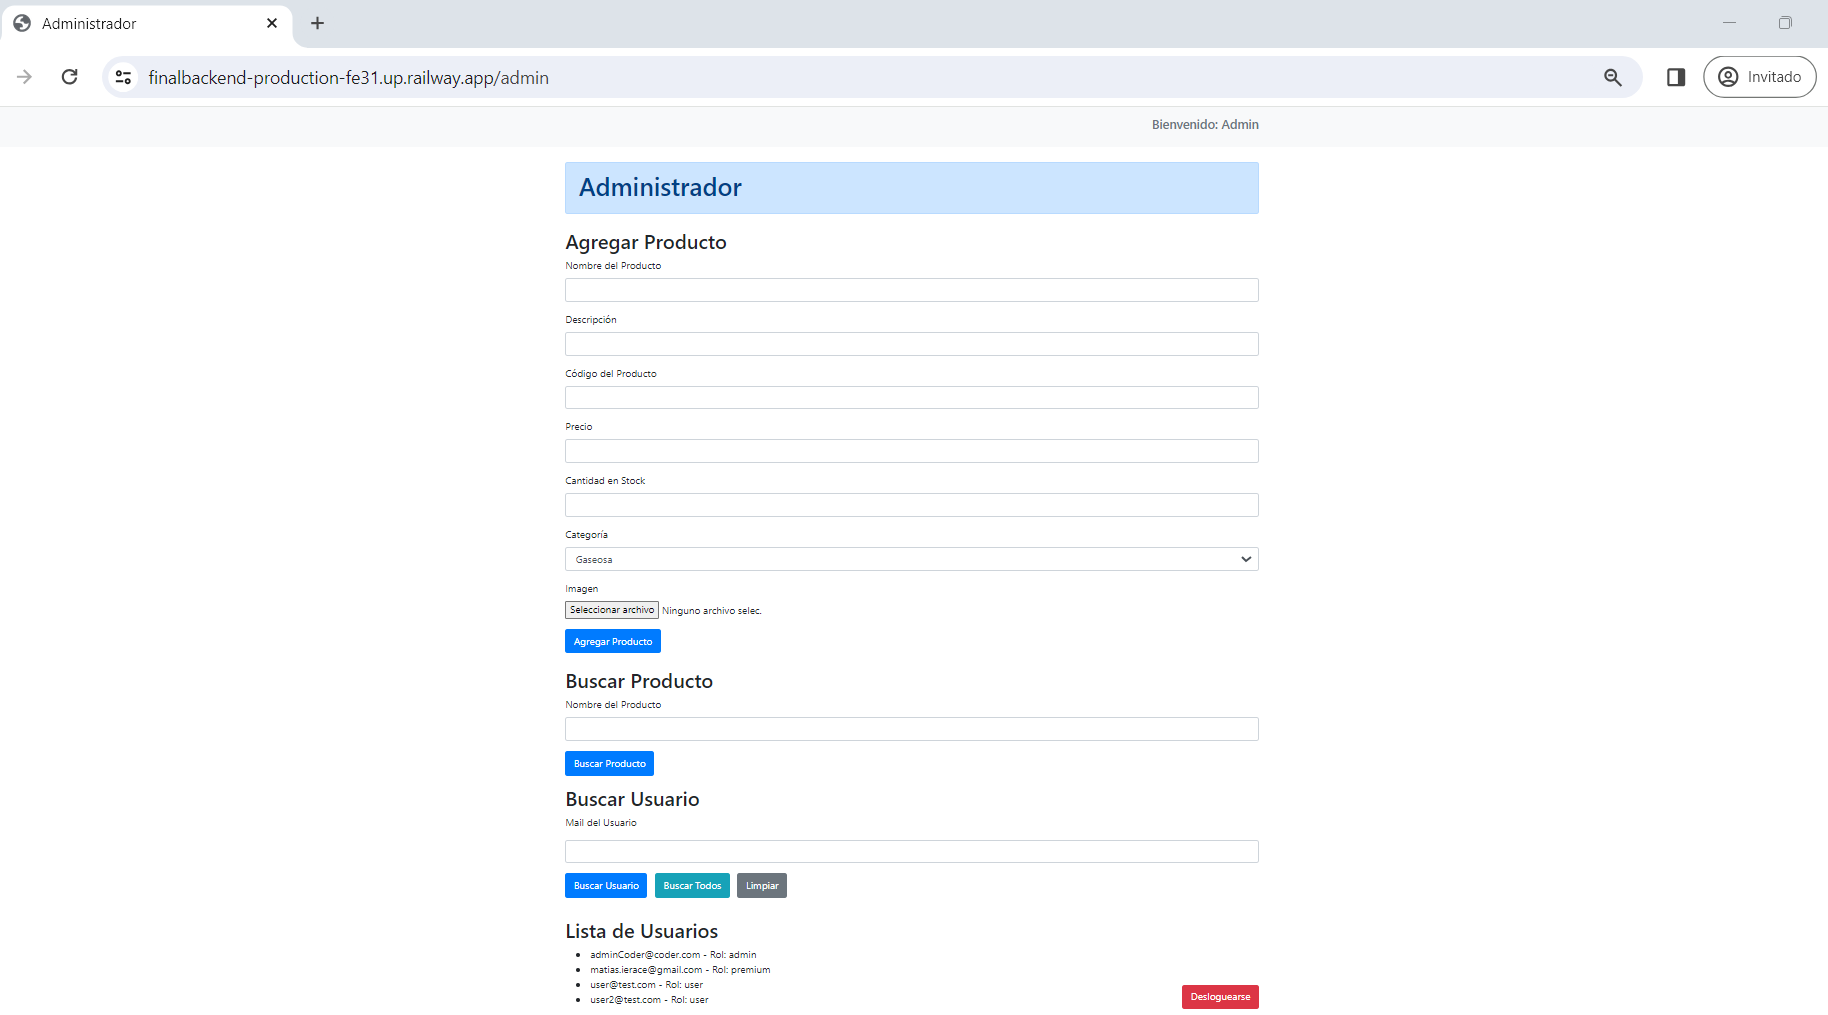 Administrador
finalbackend-production-fe31.up.railway.app/admin
Invitado
Bienvenido: Admin
Administrador
Agregar Producto
Nombre del Producto
Descripción
Código del Producto
Precio
Cantidad en Stock
Categoría
Gaseosa
Imagen
Seleccionar archivo Ninguno archivo selec.
Agregar Producto
Buscar Producto
Nombre del Producto
Buscar Producto
Buscar Usuario
Mail del Usuario
Buscar Usuario Buscar Todos Limpiar
Lista de Usuarios
adminCoder@coder.com - Rol: admin
matias.ierace@gmail.com - Rol: premium
user@test.com - Rol: user
user2@test.com - Rol: user
Desloguearse